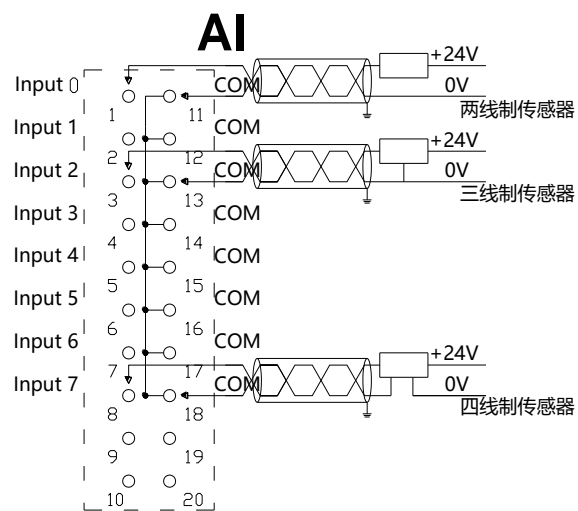 AI
+24V
Input 0 COM 0V
1 11 两线制传感器
Input 1 COM +24V
2 12
Input 2 COM 0V
3 13 三线制传感器
Input 3 COM
4 14
Input 4 COM
5 15
Input 5 COM
6 16
Input 6 COM +24V
7 17
Input 7 COM 0V
8 18 四线制传感器
9 19
10 20